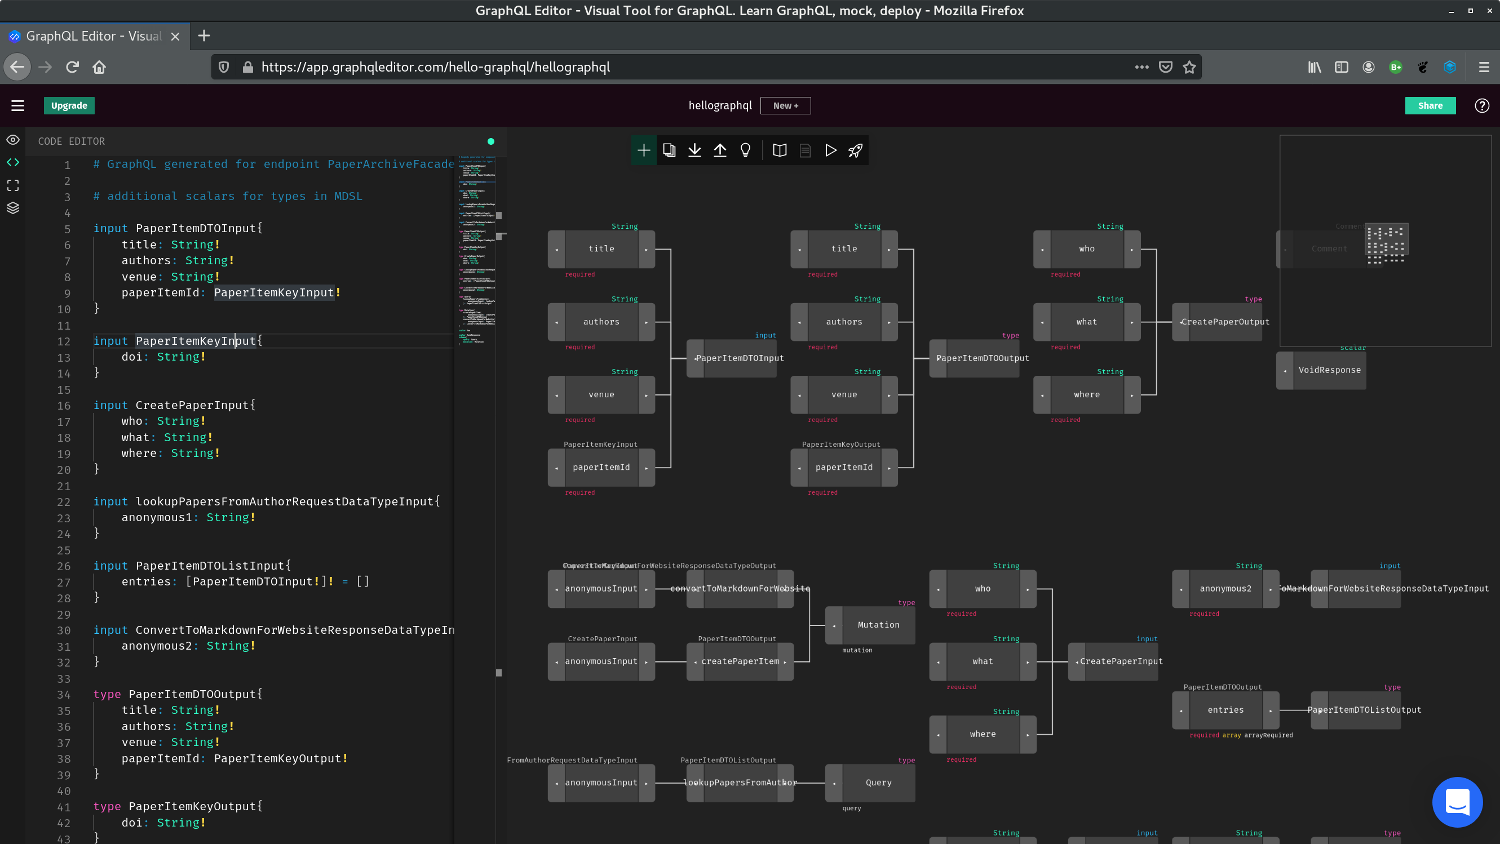 GraphQL Editor - Visual Tool for GraphQL. Learn GraphQL, mock, deploy - Mozilla Firefox
GraphQL Editor - Visual
https://app.graphqleditor.com/hello-graphql/hellographql
Upgrade
hellographql
New +
Share
CODE EDITOR
1 # GraphQL generated for endpoint PaperArchiveFacade
2
3 # additional scalars for types in MDSL
4
5 input PaperItemDTOInput{
6 title: String!
7 authors: String!
8 venue: String!
9 paperItemId: PaperItemKeyInput!
10 }
11
12 input PaperItemKeyInput{
13 doi: String!
14 }
15
16 input CreatePaperInput{
17 who: String!
18 what: String!
19 where: String!
20 }
21
22 input lookupPapersFromAuthorRequestDataTypeInput{
23 anonymous1: String!
24 }
25
26 input PaperItemDTOListInput{
27 entries: [PaperItemDTOInput!]! = []
28 }
29
30 input ConvertToMarkdownForWebsiteResponseDataTypeIn
31 anonymous2: String!
32 }
33
34 type PaperItemDTOOutput{
35 title: String!
36 authors: String!
37 venue: String!
38 paperItemId: PaperItemKeyOutput!
39 }
40
41 type PaperItemKeyOutput{
42 doi: String!
43 }
String
title
required
String
authors
required
String
venue
required
PaperItemKeyInput
paperItemId
required
input
PaperItemDTOInput
String
title
required
String
authors
required
String
venue
required
PaperItemKeyOutput
paperItemId
required
type
PaperItemDTOOutput
String
who
required
String
what
required
String
where
required
type
CreatePaperOutput
Comment
scalar
VoidResponse
anonymousInput
convertToMarkdownForWebsite
CreatePaperInput
anonymousInput
PaperItemDTOOutput
createPaperItem
type
Mutation
mutation
String
who
required
String
what
required
String
where
required
input
CreatePaperInput
String
anonymous2
required
input
oMarkdownForWebsiteResponseDataTypeInput
PaperItemDTOOutput
entries
required array arrayRequired
type
PaperItemDTOListOutput
FromAuthorRequestDataTypeInput
anonymousInput
PaperItemDTOListOutput
lookupPapersFromAuthor
type
Query
query
String
input
String
type